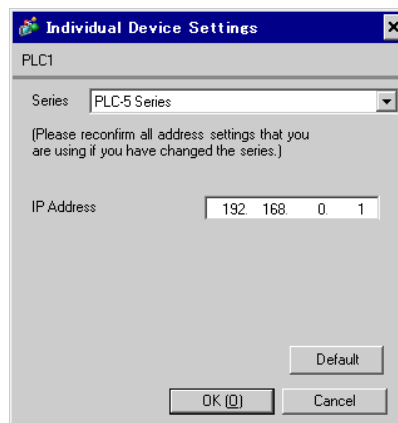 Individual Device Settings
PLC1
Series PLC-5 Series
(Please reconfirm all address settings that you
are using if you have changed the series.)
IP Address 192. 168. 0. 1
Default
OK (O) Cancel